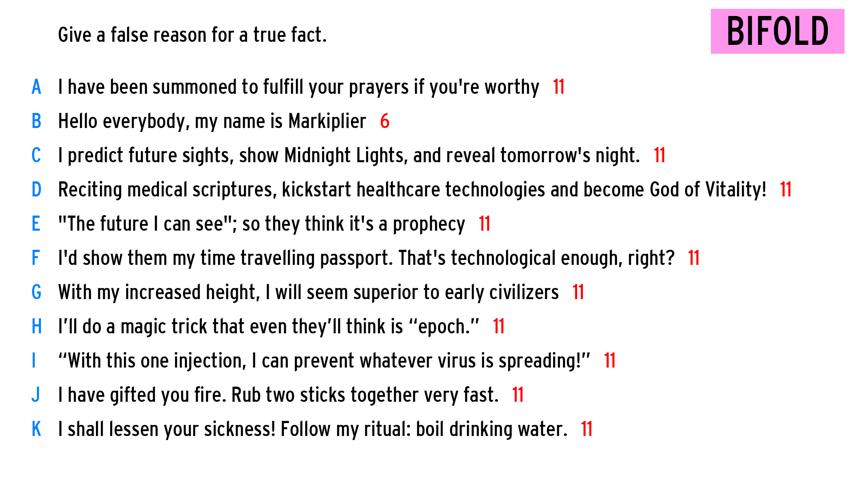 Give a false reason for a true fact.
BIFOLD
A I have been summoned to fulfill your prayers if you're worthy 11
B Hello everybody, my name is Markiplier 6
C I predict future sights, show Midnight Lights, and reveal tomorrow's night. 11
D Reciting medical scriptures, kickstart healthcare technologies and become God of Vitality! 11
E "The future I can see"; so they think it's a prophecy 11
F I'd show them my time travelling passport. That's technological enough, right? 11
G With my increased height, I will seem superior to early civilizers 11
H I’ll do a magic trick that even they’ll think is “epoch.” 11
I “With this one injection, I can prevent whatever virus is spreading!” 11
J I have gifted you fire. Rub two sticks together very fast. 11
K I shall lessen your sickness! Follow my ritual: boil drinking water. 11